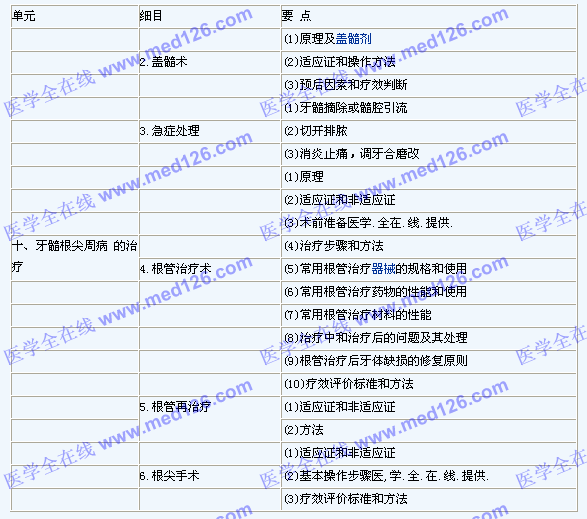 单元 细目 要 点
(1)原理及盖髓剂
2.盖髓术 (2)适应证和操作方法
(3)预后因素和疗效判断
(1)牙髓摘除或髓腔引流
3.急症处理 (2)切开排脓
(3)消炎止痛，调牙合磨改
(1)原理
(2)适应证和非适应证
(3)术前准备医学.全在.线.提供.
十、牙髓根尖周病 的治 (4)治疗步骤和方法
疗
4.根管治疗术 (5)常用根管治疗器械的规格和使用
(6)常用根管治疗药物的性能和使用
(7)常用根管治疗材料的性能
(8)治疗中和治疗后的问题及其处理
(9)根管治疗后牙体缺损的修复原则
(10)疗效评价标准和方法
5.根管再治疗 (1)适应证和非适应证
(2)方法
(1)适应证和非适应证
6.根尖手术 (2)基本操作步骤医,学.全.在.线.提供.
(3)疗效评价标准和方法
医学全在线 www.med126.com